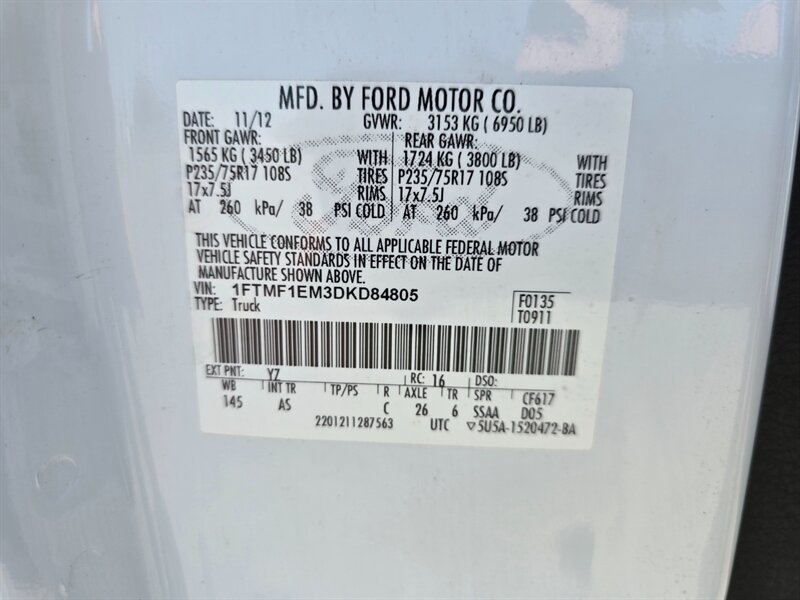 MFD. BY FORD MOTOR CO.
DATE: 11/12 GVWR: 3153 KG ( 6950 LB)
FRONT GAWR: REAR GAWR:
1565 KG ( 3450 LB) WITH 1724 KG ( 3800 LB) WITH
P235/75R17 108S TIRES P235/75R17 108S TIRES
17x7.5J RIMS 17x7.5J RIMS
AT 260 kPa/ 38 PSI COLD AT 260 kPa/ 38 PSI COLD
THIS VEHICLE CONFORMS TO ALL APPLICABLE FEDERAL MOTOR
VEHICLE SAFETY STANDARDS IN EFFECT ON THE DATE OF
MANUFACTURE SHOWN ABOVE.
VIN: 1FTMF1EM3DKD84805
TYPE: Truck
F0135
T0911
EXT PNT: YZ RC: 16 DSO:
WB INT TR TP/PS R AXLE TR SPR CF617
145 AS C 26 6 SSAA D05
2201211287563 UTC ▽5U5A-1520472-BA